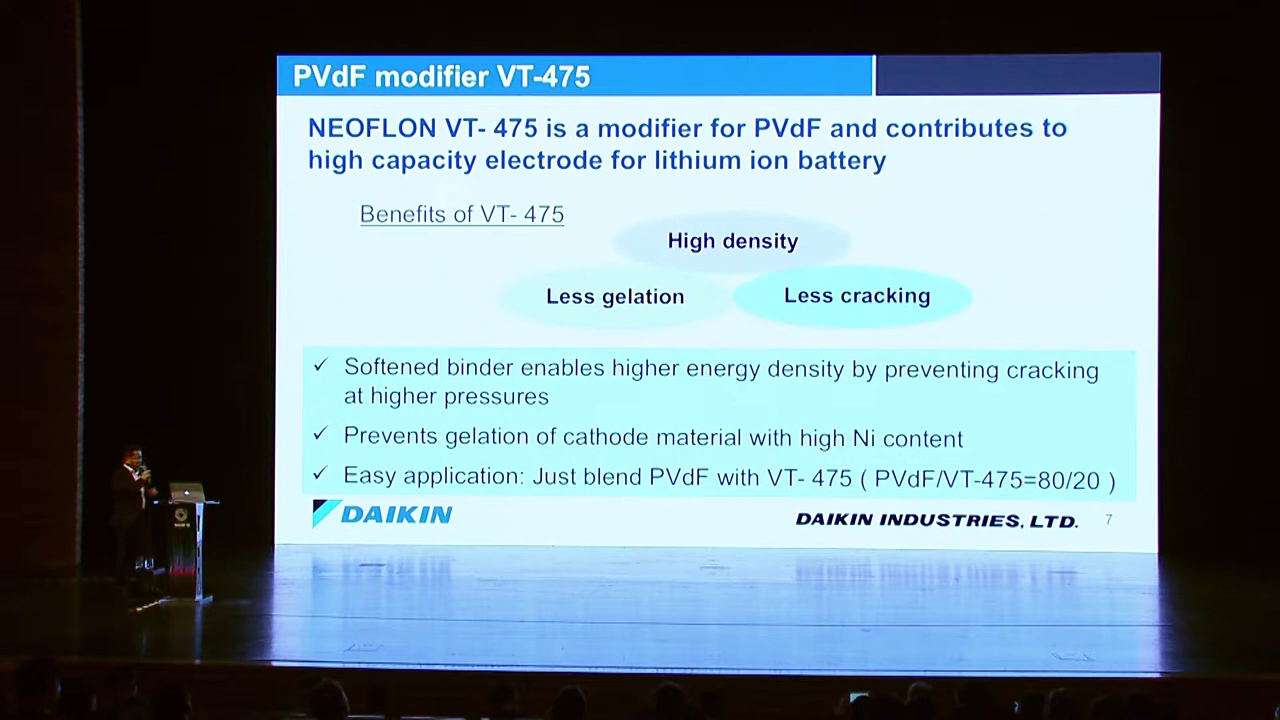 PVdF modifier VT-475
NEOFLON VT- 475 is a modifier for PVdF and contributes to
high capacity electrode for lithium ion battery
Benefits of VT- 475
High density
Less gelation
Less cracking
✓ Softened binder enables higher energy density by preventing cracking
at higher pressures
✓ Prevents gelation of cathode material with high Ni content
✓ Easy application: Just blend PVdF with VT- 475 ( PVdF/VT-475=80/20 )
DAIKIN
DAIKIN INDUSTRIES, LTD.
7